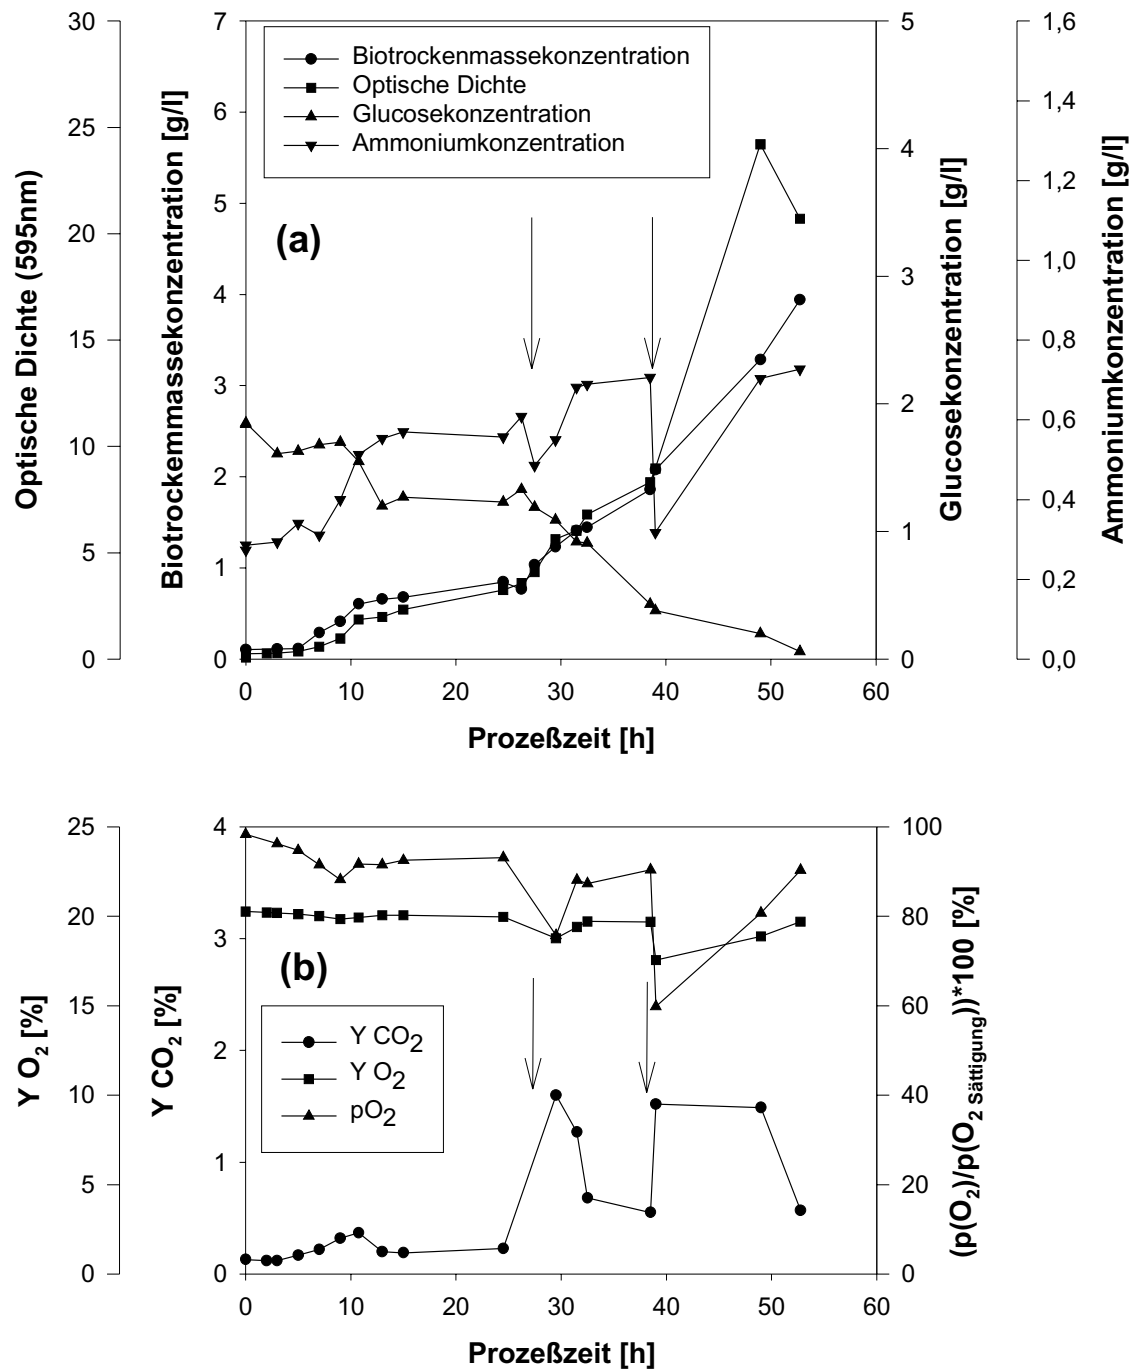 30
25
20
15
10
5
0
Optische Dichte (595nm)
7
6
5
4
3
2
1
0
Biotrockemmassekonzentration [g/l]
Biotrockenmassekonzentration
Optische Dichte
Glucosekonzentration
Ammoniumkonzentration
(a)
5
4
3
2
1
0
Glucosekonzentration [g/l]
1,6
1,4
1,2
1,0
0,8
0,6
0,4
0,2
0,0
Ammoniumkonzentration [g/l]
0 10 20 30 40 50 60
Prozeßzeit [h]
25
20
15
10
5
0
Y O2 [%]
4
3
2
1
0
Y CO2 [%]
(b)
Y CO2
Y O2
pO2
100
80
60
40
20
0
(p(O2)/p(O2 Sättigung))*100 [%]
0 10 20 30 40 50 60
Prozeßzeit [h]